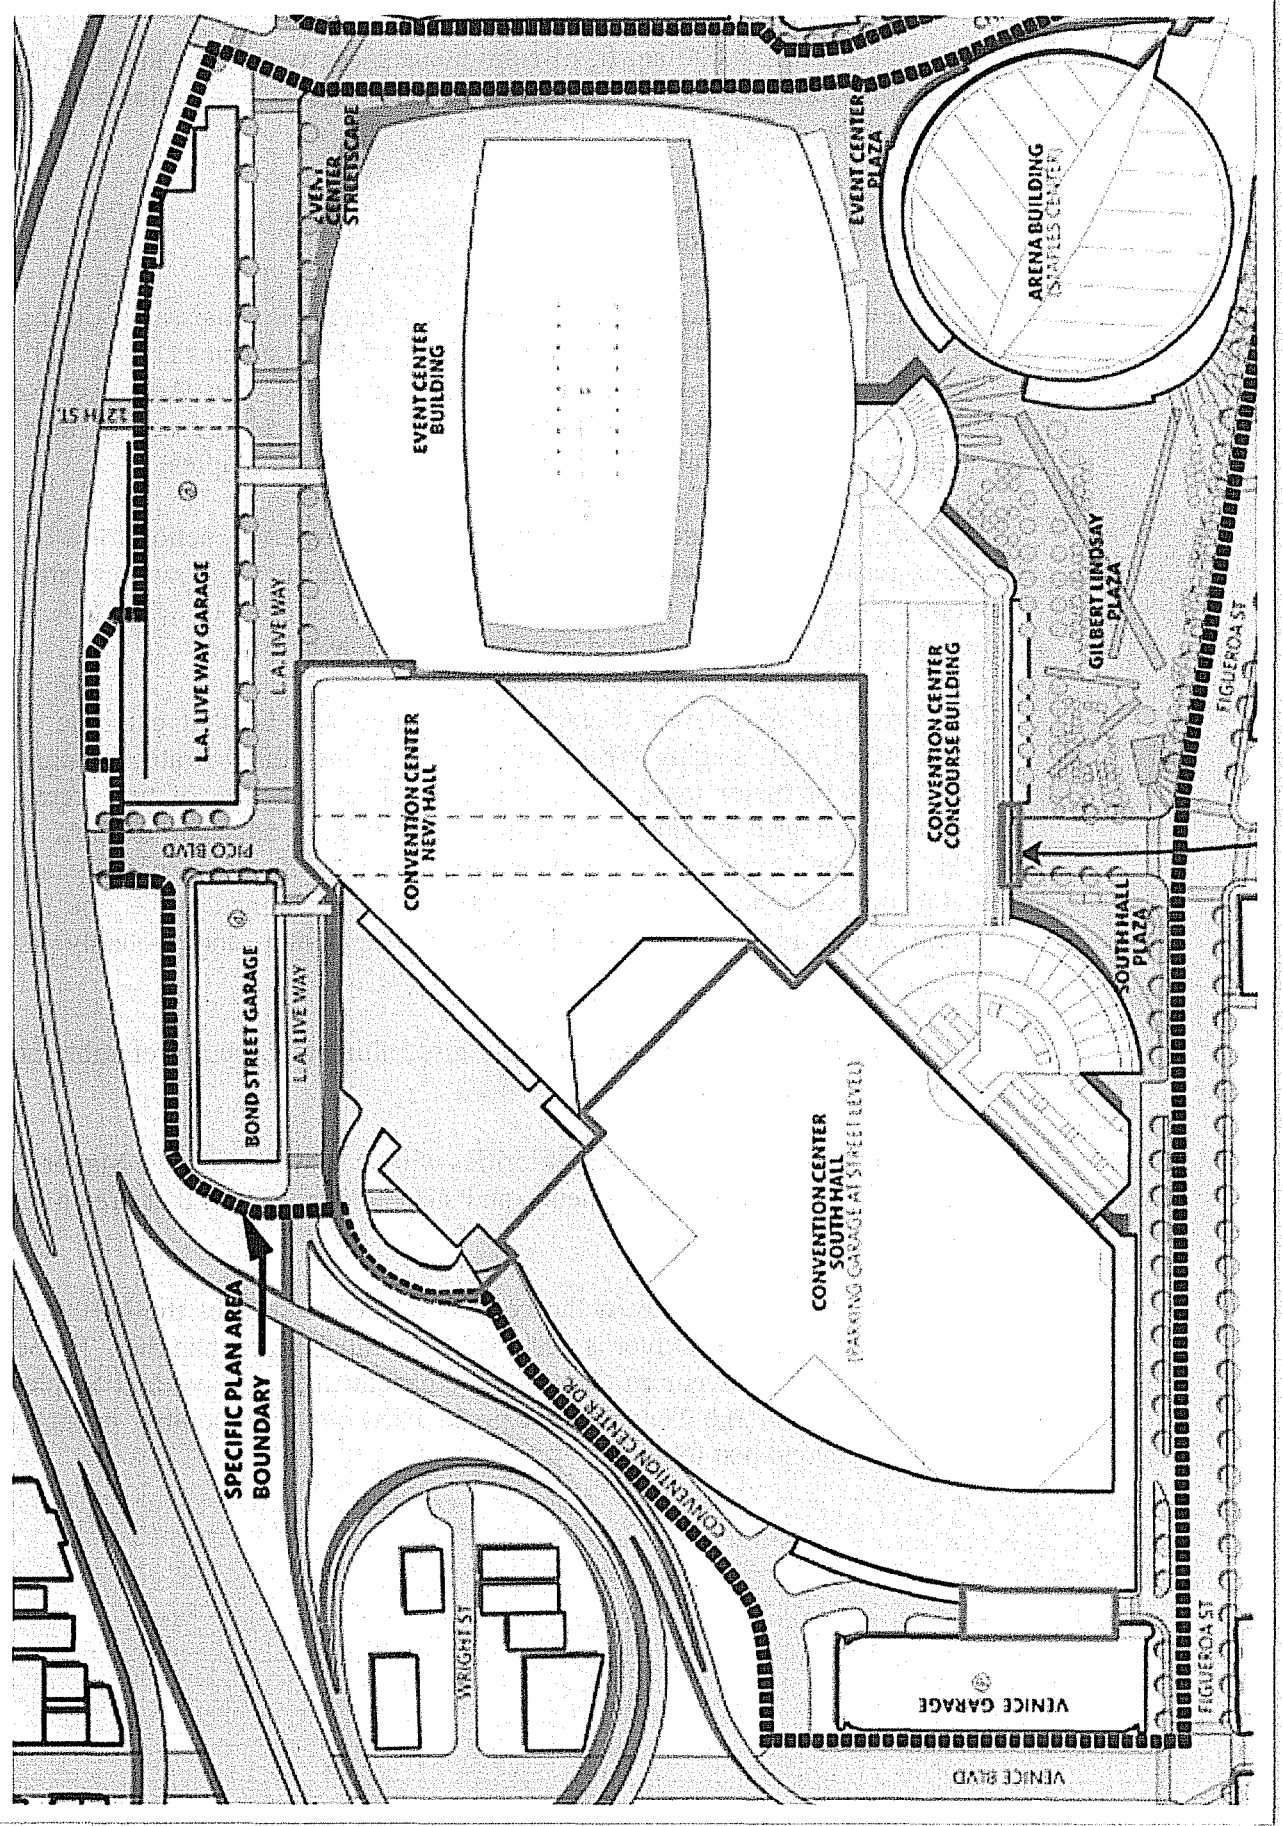 EVENT
CENTER
STREETSCAPE
EVENT CENTER
PLAZA
ARENA BUILDING
(STAPLES CENTER)
12TH ST.
EVENT CENTER
BUILDING
L.A. LIVE WAY GARAGE
L.A. LIVE WAY
GILBERT LINDSAY
PLAZA
FIGUEROA ST
CONVENTION CENTER
NEW HALL
CONVENTION CENTER
CONCOURSE BUILDING
PICO BLVD
SOUTH HALL
PLAZA
BOND STREET GARAGE
L.A. LIVE WAY
CONVENTION CENTER
SOUTH HALL
(PARKING GARAGE AT STREET LEVEL)
SPECIFIC PLAN AREA
BOUNDARY
CONVENTION CENTER DR.
WRIGHT ST
VENICE GARAGE
FIGUEROA ST
VENICE BLVD